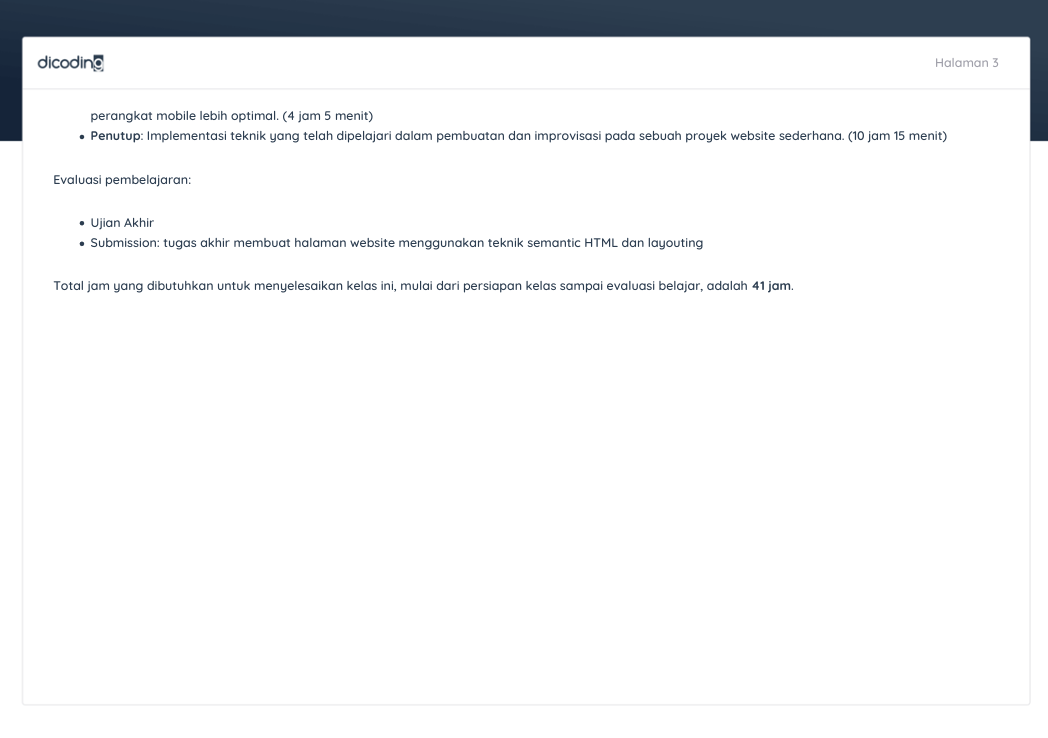 dicoding
Halaman 3
perangkat mobile lebih optimal. (4 jam 5 menit)
• Penutup: Implementasi teknik yang telah dipelajari dalam pembuatan dan improvisasi pada sebuah proyek website sederhana. (10 jam 15 menit)
Evaluasi pembelajaran:
• Ujian Akhir
• Submission: tugas akhir membuat halaman website menggunakan teknik semantic HTML dan layouting
Total jam yang dibutuhkan untuk menyelesaikan kelas ini, mulai dari persiapan kelas sampai evaluasi belajar, adalah 41 jam.